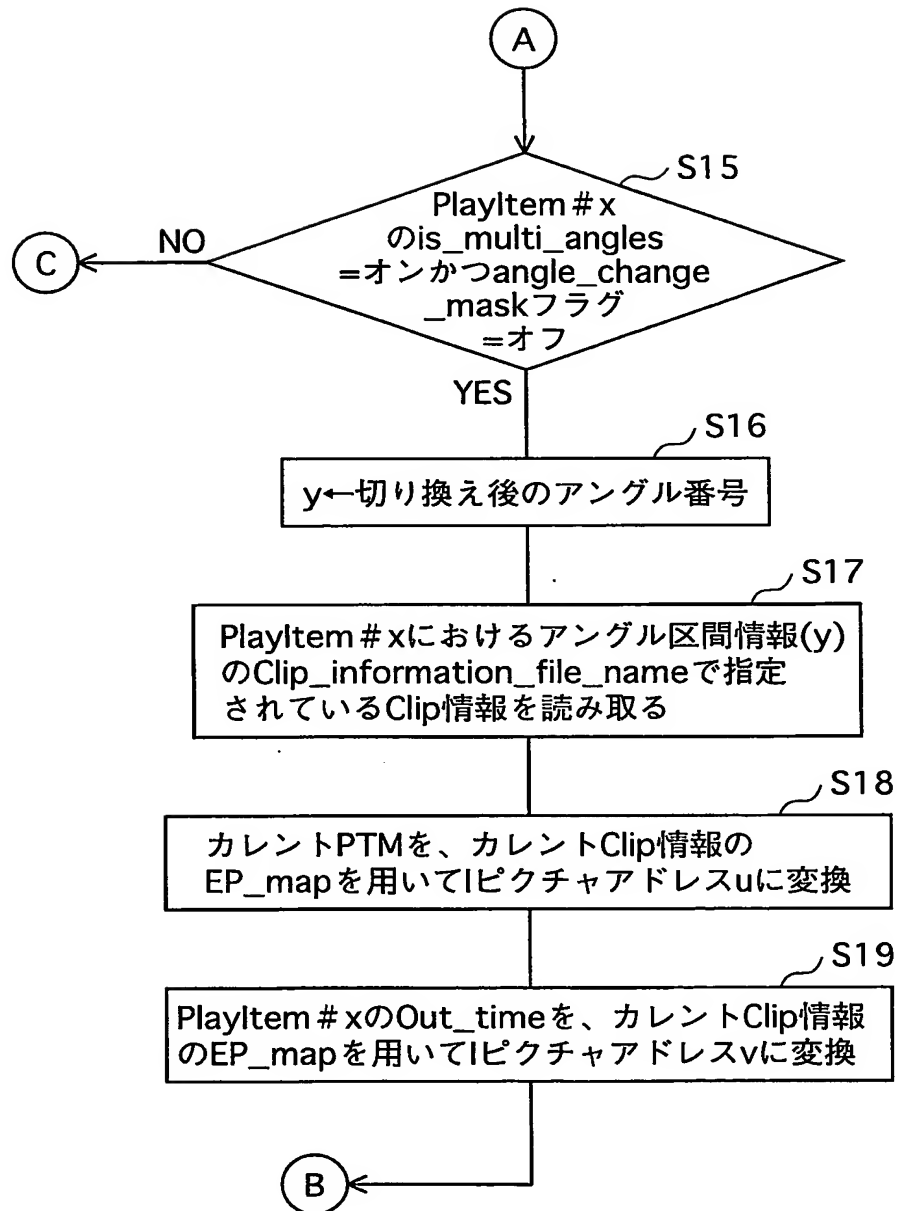 A
S15
PlayItem#x
のis_multi_angles
=オンかつangle_change
_maskフラグ
=オフ
NO
C
YES
S16
y←切り換え後のアングル番号
S17
PlayItem#xにおけるアングル区間情報(y)
のClip_information_file_nameで指定
されているClip情報を読み取る
S18
カレントPTMを、カレントClip情報の
EP_mapを用いてIピクチャアドレスuに変換
S19
PlayItem#xのOut_timeを、カレントClip情報
のEP_mapを用いてIピクチャアドレスvに変換
B